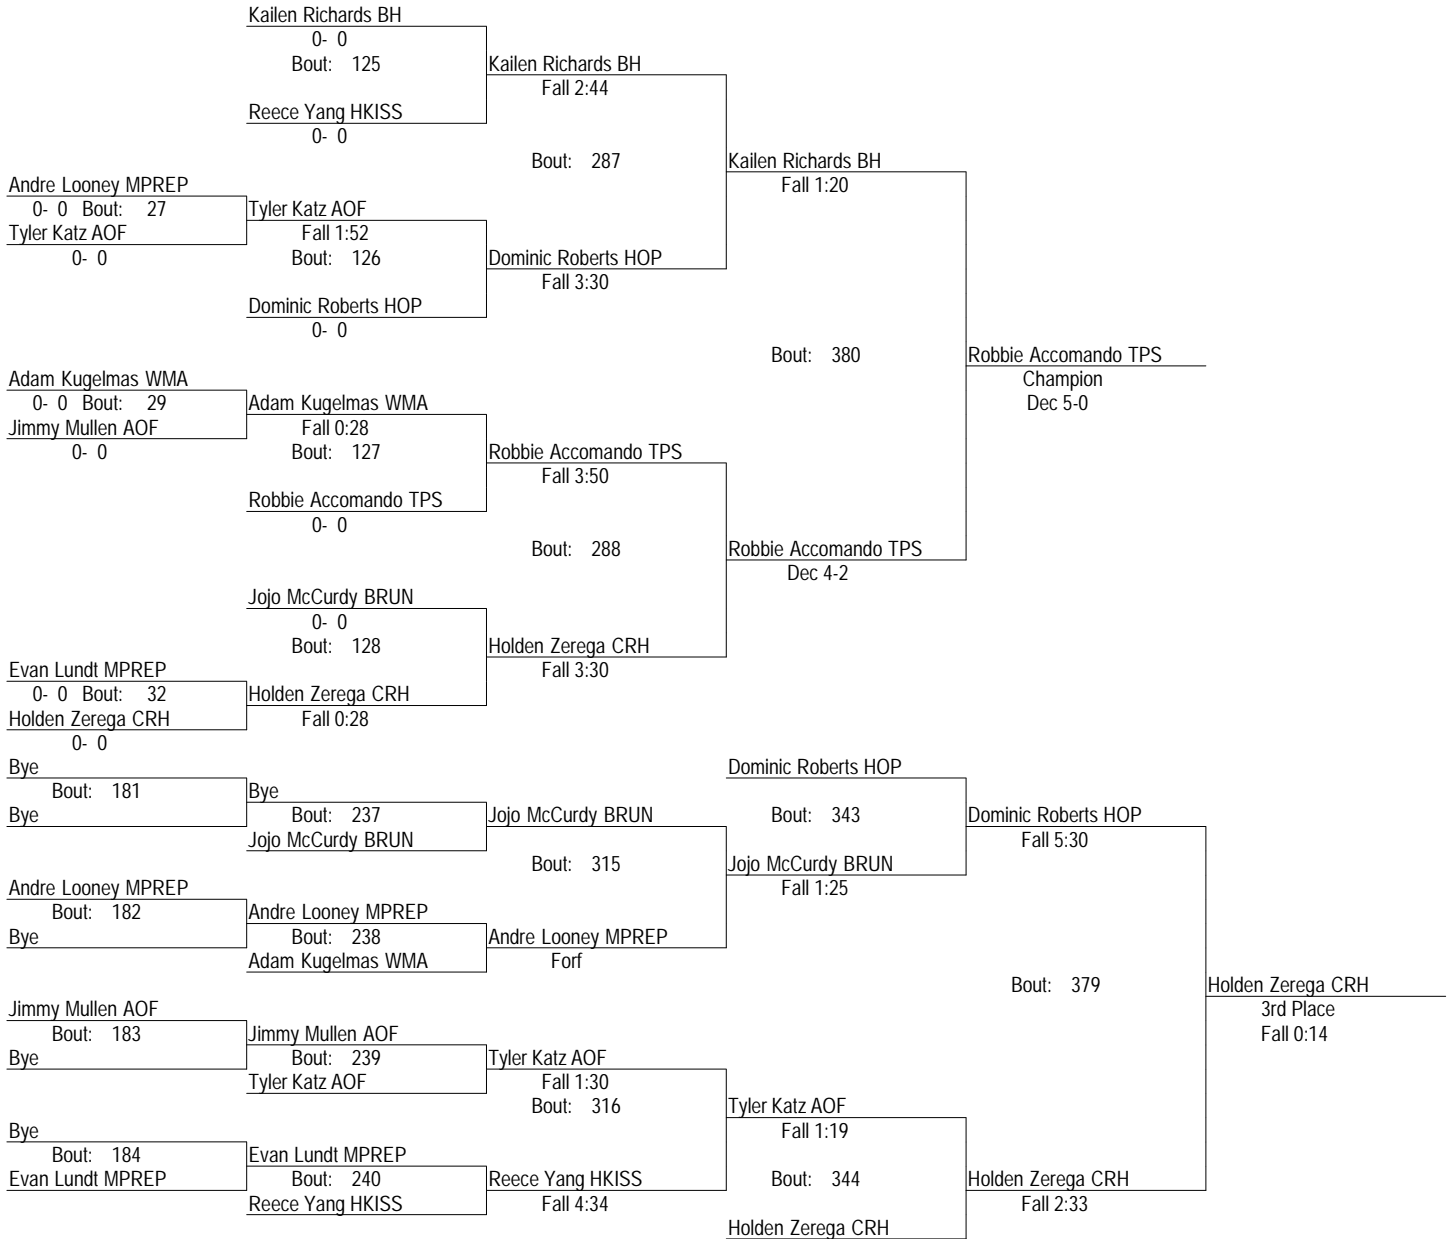 Kailen Richards BH
0- 0
Bout: 125
Kailen Richards BH
Fall 2:44
Reece Yang HKISS
0- 0
Bout: 287
Kailen Richards BH
Fall 1:20
Andre Looney MPREP
0- 0 Bout: 27
Tyler Katz AOF
Tyler Katz AOF
0- 0
Fall 1:52
Bout: 126
Dominic Roberts HOP
Fall 3:30
Dominic Roberts HOP
0- 0
Bout: 380
Robbie Accomando TPS
Champion
Dec 5-0
Adam Kugelmas WMA
0- 0 Bout: 29
Adam Kugelmas WMA
Jimmy Mullen AOF
0- 0
Fall 0:28
Bout: 127
Robbie Accomando TPS
Fall 3:50
Robbie Accomando TPS
0- 0
Bout: 288
Robbie Accomando TPS
Dec 4-2
Jojo McCurdy BRUN
0- 0
Bout: 128
Holden Zerega CRH
Fall 3:30
Evan Lundt MPREP
0- 0 Bout: 32
Holden Zerega CRH
Holden Zerega CRH
0- 0
Fall 0:28
Bye
Bout: 181
Bye
Bye
Bout: 237
Jojo McCurdy BRUN
Jojo McCurdy BRUN
Bout: 315
Dominic Roberts HOP
Bout: 343
Jojo McCurdy BRUN
Fall 1:25
Dominic Roberts HOP
Fall 5:30
Andre Looney MPREP
Bout: 182
Bye
Andre Looney MPREP
Bout: 238
Adam Kugelmas WMA
Andre Looney MPREP
Forf
Bout: 379
Holden Zerega CRH
3rd Place
Fall 0:14
Jimmy Mullen AOF
Bout: 183
Bye
Jimmy Mullen AOF
Bout: 239
Tyler Katz AOF
Tyler Katz AOF
Fall 1:30
Bout: 316
Tyler Katz AOF
Fall 1:19
Bye
Bout: 184
Evan Lundt MPREP
Evan Lundt MPREP
Bout: 240
Reece Yang HKISS
Reece Yang HKISS
Fall 4:34
Bout: 344
Holden Zerega CRH
Fall 2:33
Holden Zerega CRH